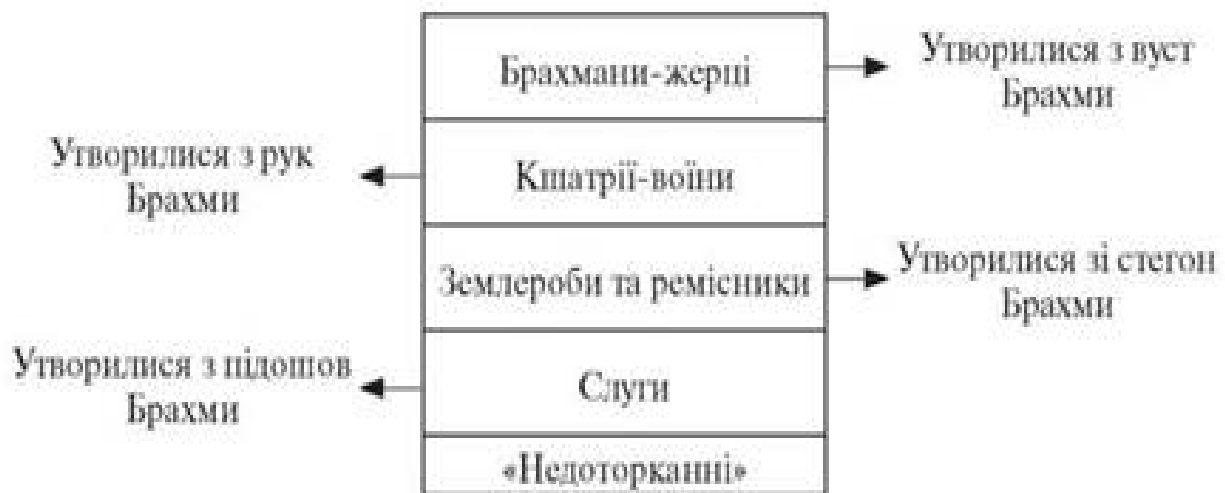 Брахмани-жерці
Утворилися з вуст
Брахми
Утворилися з рук
Брахми
Кшатрії-воїни
Землероби та ремісники
Утворилися зі стегон
Брахми
Утворилися з підошов
Брахми
Слуги
«Недоторканні»